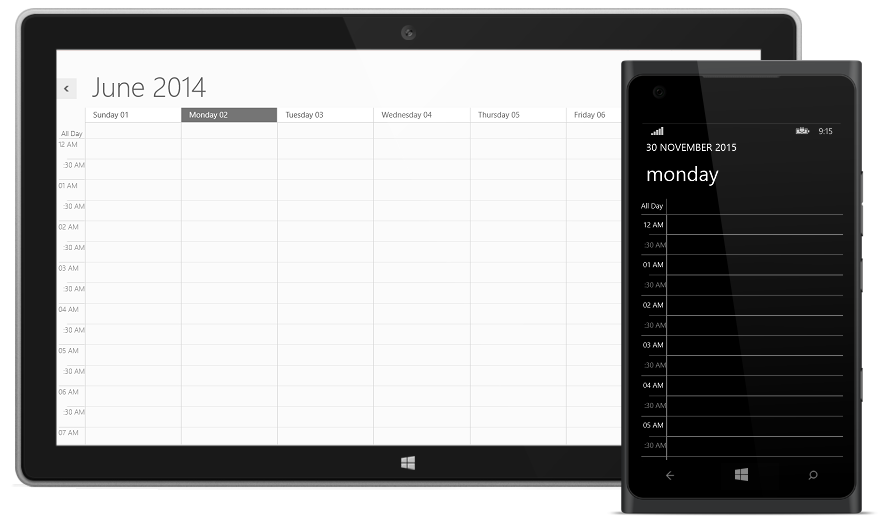 June 2014
Sunday 01 Monday 02 Tuesday 03 Wednesday 04 Thursday 05 Friday 06
All Day
12 AM
:30 AM
01 AM
:30 AM
02 AM
:30 AM
03 AM
:30 AM
04 AM
:30 AM
05 AM
:30 AM
06 AM
:30 AM
07 AM
9:15
30 NOVEMBER 2015
monday
All Day
12 AM
:30 AM
01 AM
:30 AM
02 AM
:30 AM
03 AM
:30 AM
04 AM
:30 AM
05 AM
:30 AM